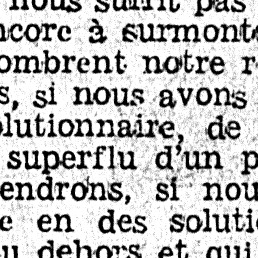 nous suffit pas
ncore à surmonte
ombrent notre r
s, si nous avons
olutionnaire, de
superflu d'un p
endrons, si nou
e en des soluti
u dehors et qui